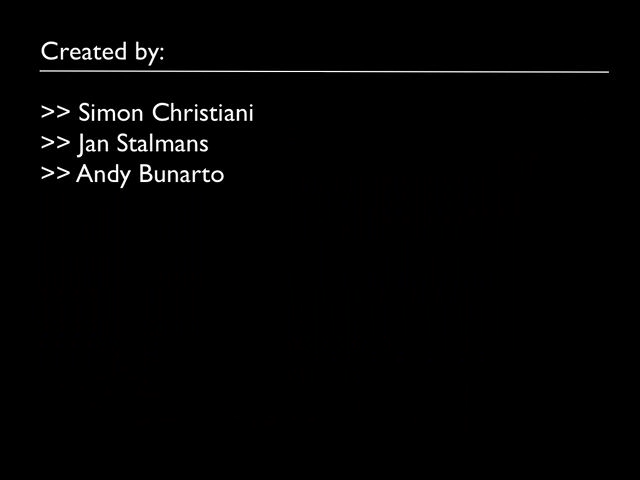 Created by:
>> Simon Christiani
>> Jan Stalmans
>> Andy Bunarto